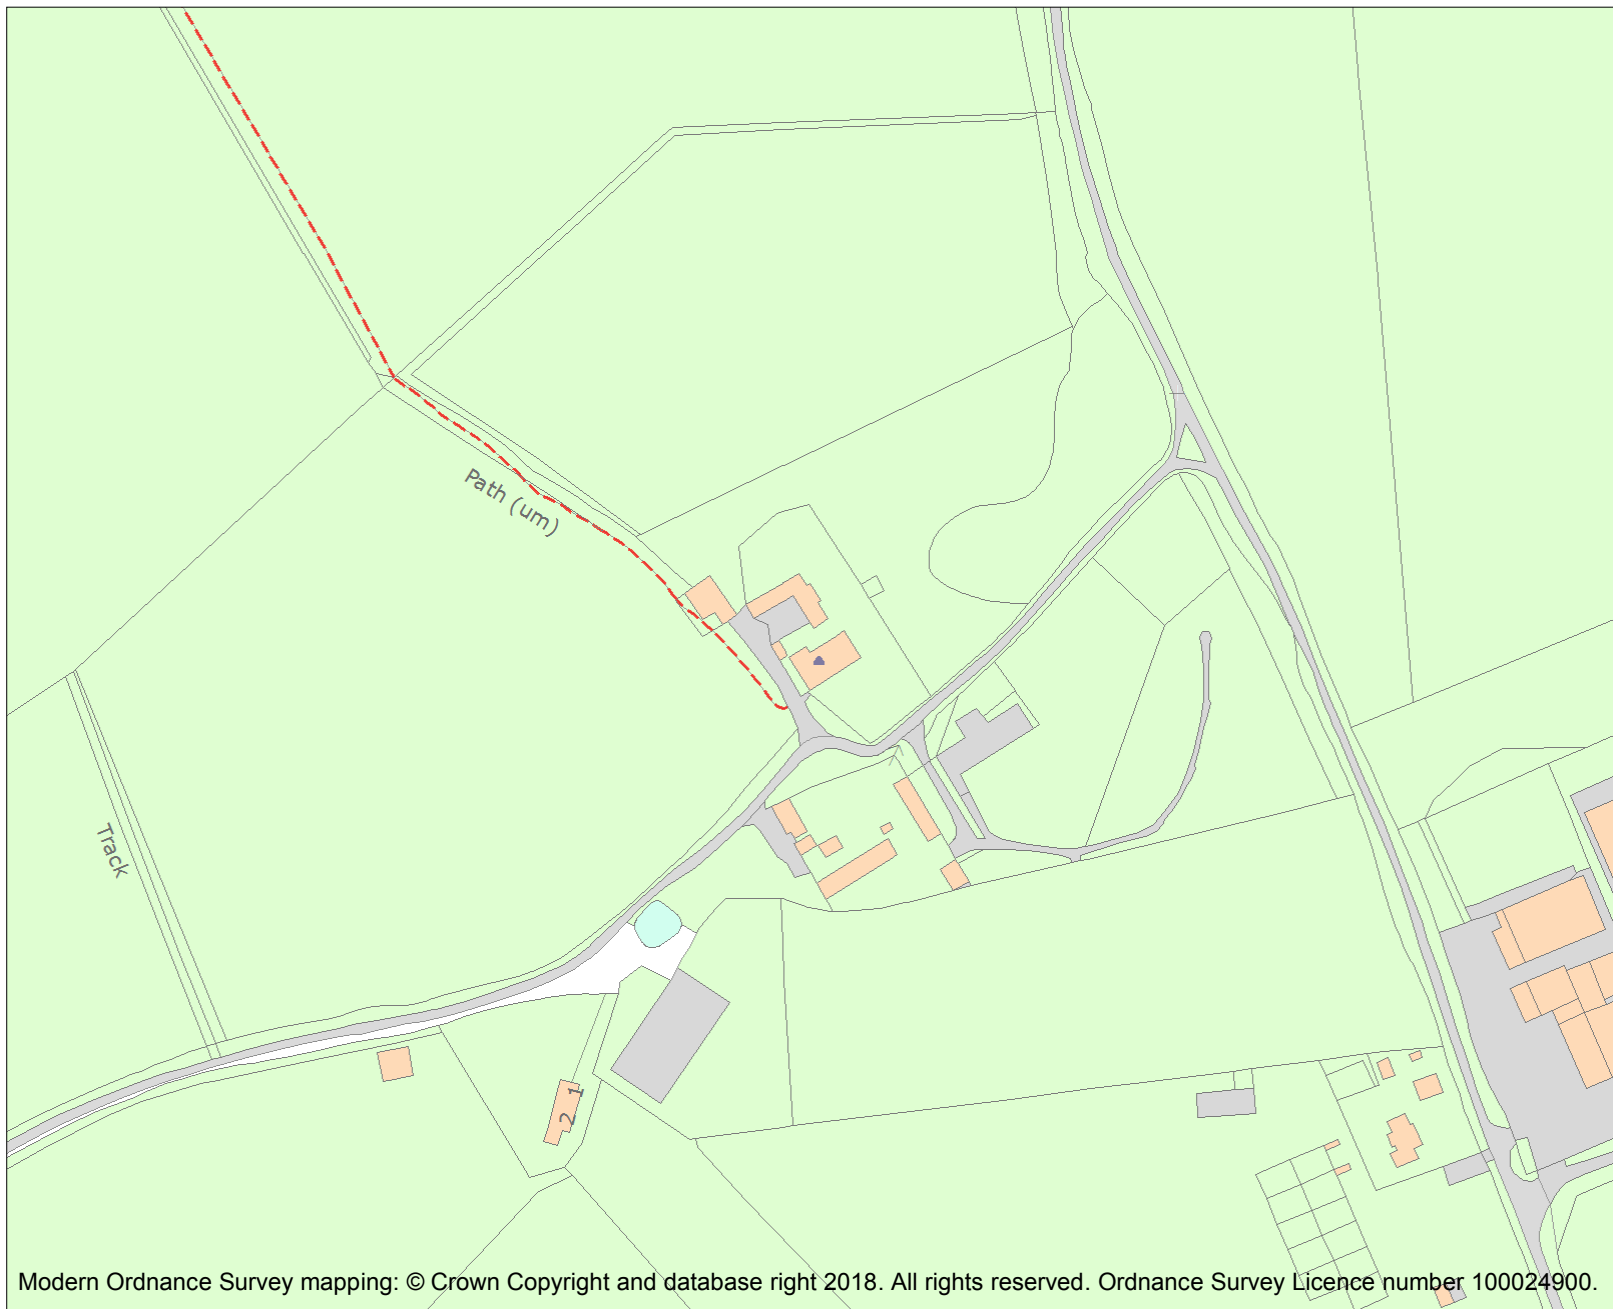 Path (um)
Track
2 1
Modern Ordnance Survey mapping: © Crown Copyright and database right 2018. All rights reserved. Ordnance Survey Licence number 100024900.